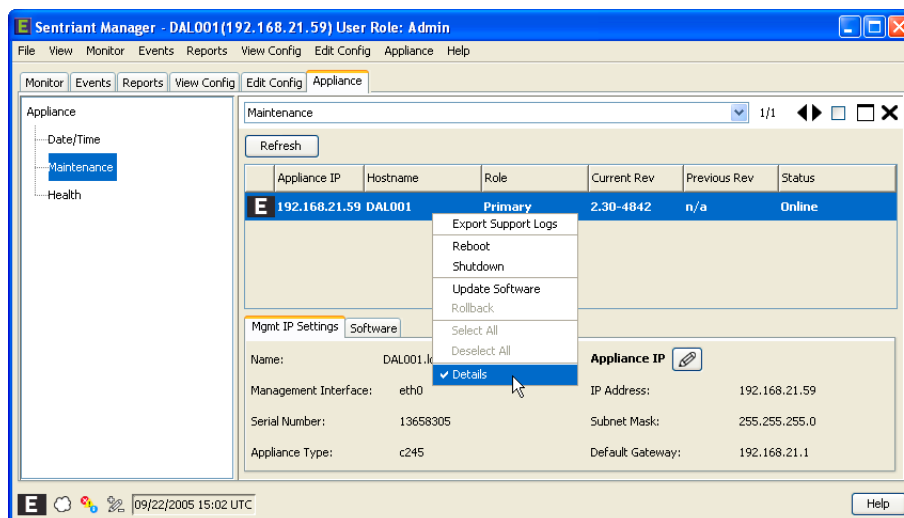 E Sentriant Manager - DAL001(192.168.21.59) User Role: Admin
File View Monitor Events Reports View Config Edit Config Appliance Help
Monitor Events Reports View Config Edit Config Appliance
Appliance
Date/Time
Maintenance
Health
Maintenance 1/1
Refresh
Appliance IP Hostname Role Current Rev Previous Rev Status
E 192.168.21.59 DAL001 Primary 2.30-4842 n/a Online
Export Support Logs
Reboot
Shutdown
Update Software
Rollback
Select All
Deselect All
Details
Mgmt IP Settings Software
Name: DAL001.
Appliance IP
Management Interface: eth0
IP Address: 192.168.21.59
Serial Number: 13658305
Subnet Mask: 255.255.255.0
Appliance Type: c245
Default Gateway: 192.168.21.1
E 09/22/2005 15:02 UTC
Help